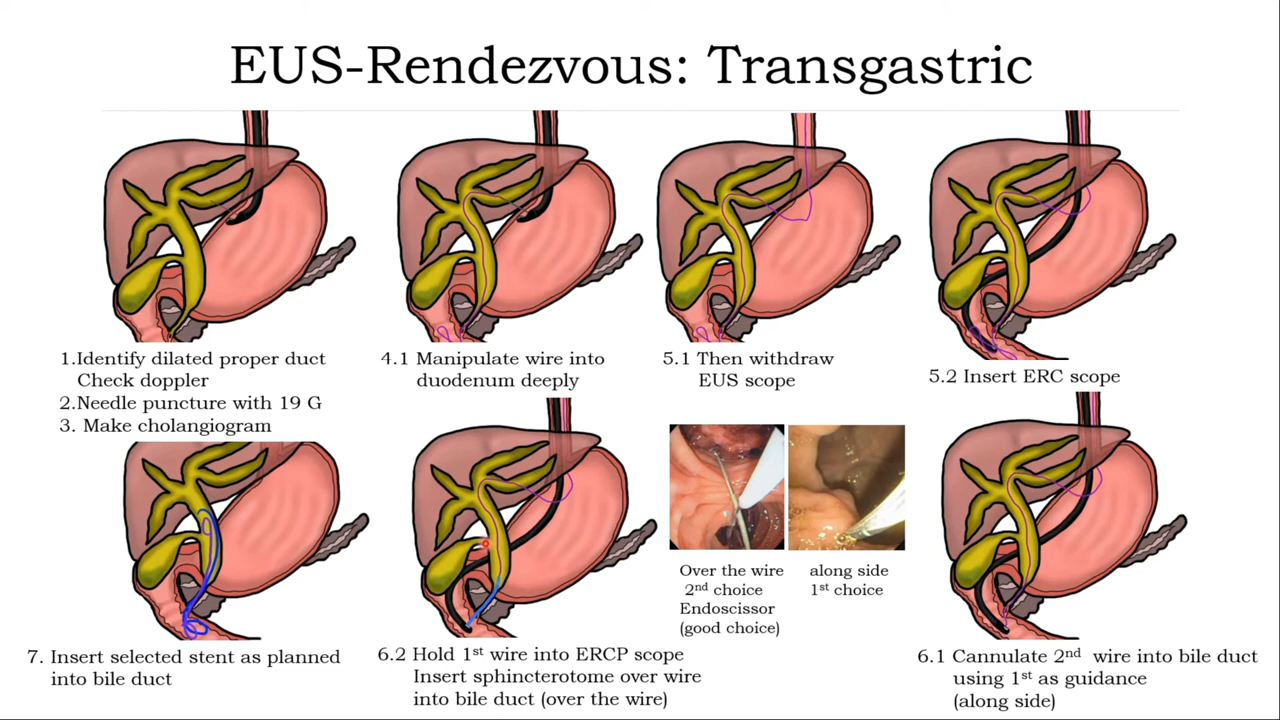 EUS-Rendezvous: Transgastric
1.Identify dilated proper duct
Check doppler
2.Needle puncture with 19 G
3. Make cholangiogram
4.1 Manipulate wire into
duodenum deeply
5.1 Then withdraw
EUS scope
5.2 Insert ERC scope
7. Insert selected stent as planned
into bile duct
6.2 Hold 1st wire into ERCP scope
Insert sphincterotome over wire
into bile duct (over the wire)
Over the wire
2nd choice
Endoscissor
(good choice)
along side
1st choice
6.1 Cannulate 2nd wire into bile duct
using 1st as guidance
(along side)